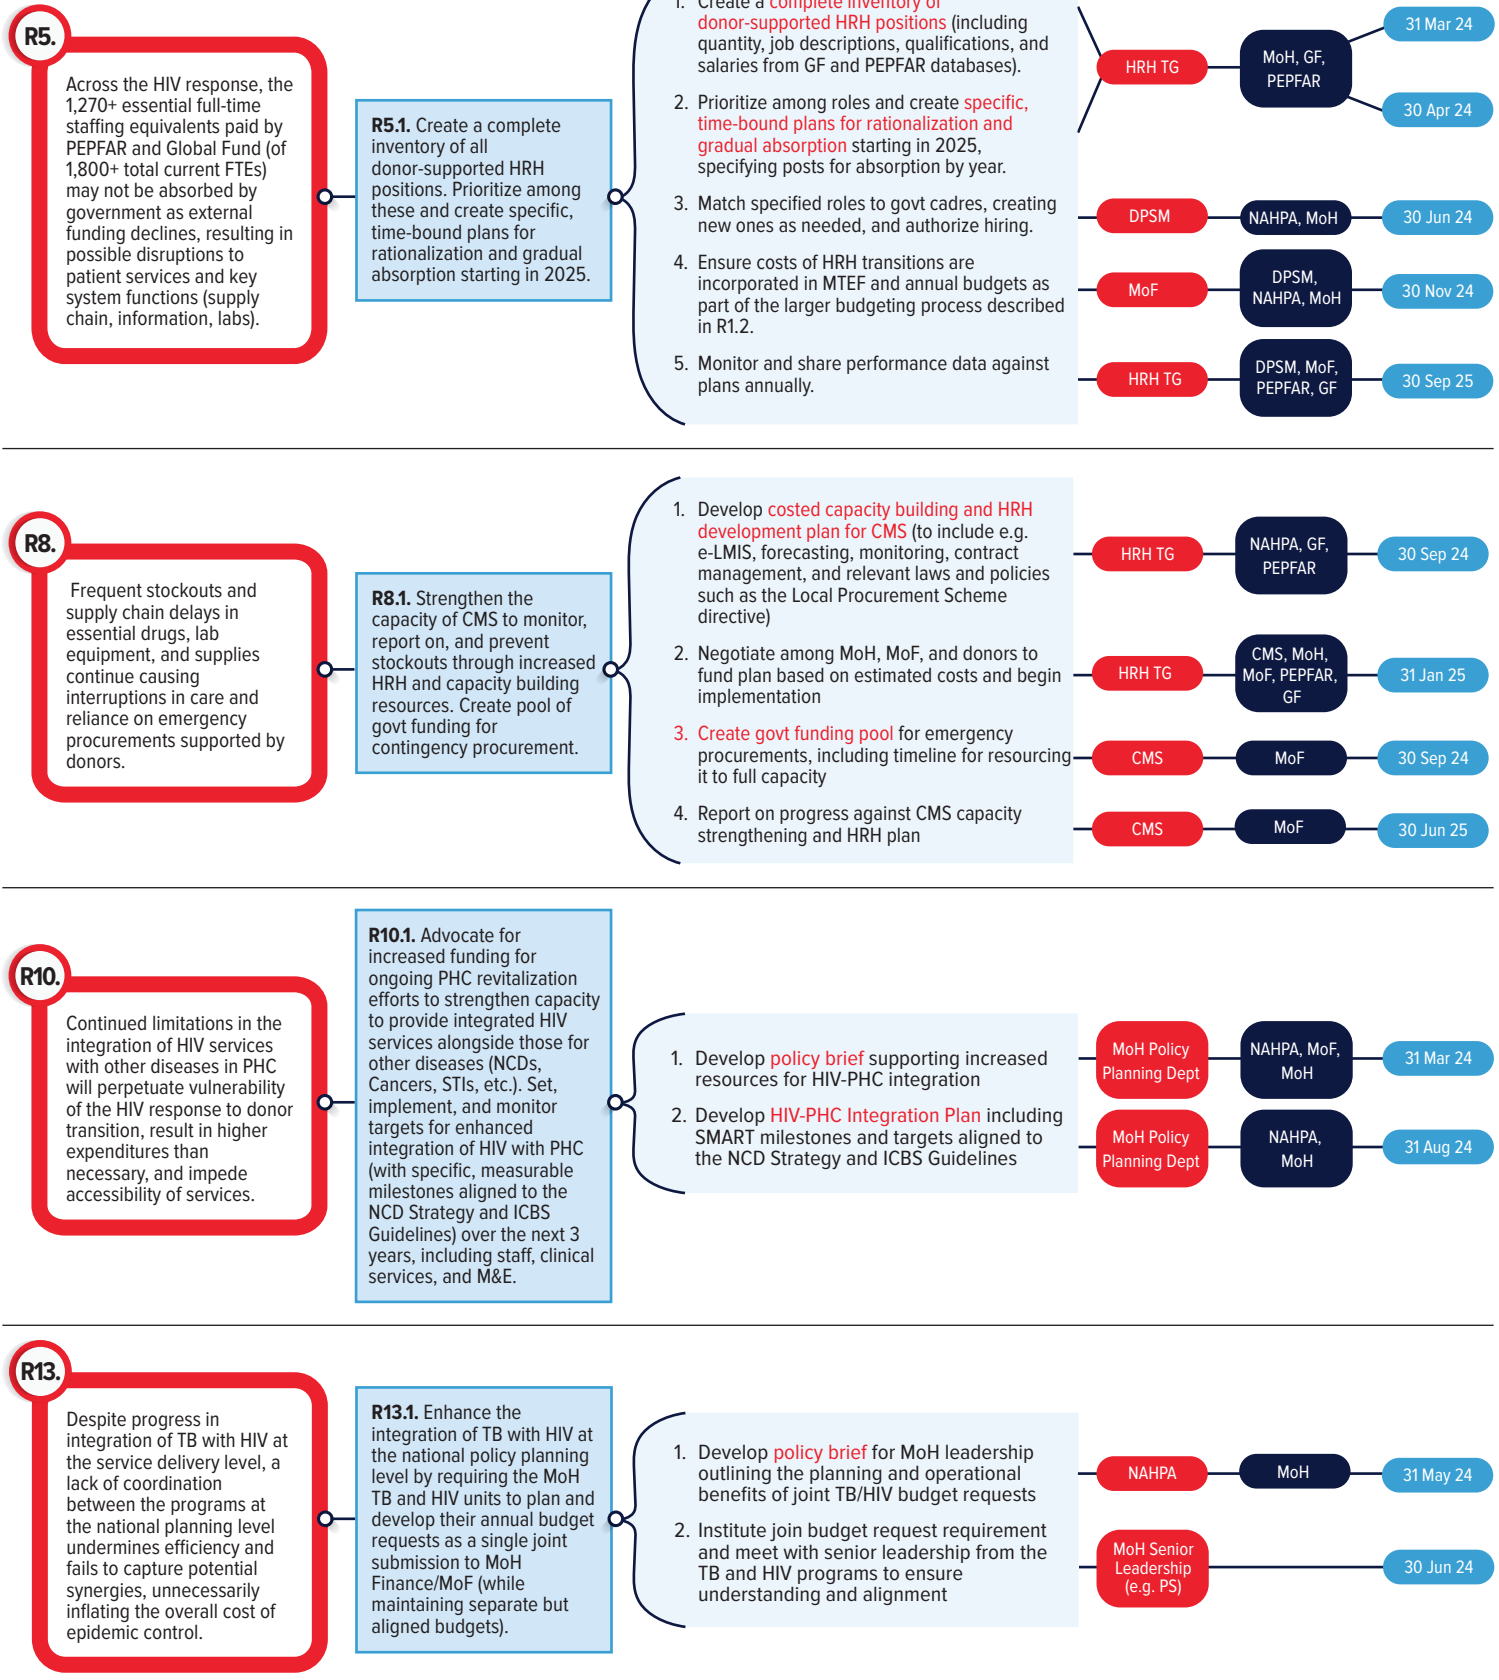 R5.
Across the HIV response, the
1,270+ essential full-time
staffing equivalents paid by
PEPFAR and Global Fund (of
1,800+ total current FTEs)
may not be absorbed by
government as external
funding declines, resulting in
possible disruptions to
patient services and key
system functions (supply
chain, information, labs).
R5.1. Create a complete
inventory of all
donor-supported HRH
positions. Prioritize among
these and create specific,
time-bound plans for
rationalization and gradual
absorption starting in 2025.
1. Create a complete inventory of
donor-supported HRH positions (including
quantity, job descriptions, qualifications, and
salaries from GF and PEPFAR databases).
2. Prioritize among roles and create specific,
time-bound plans for rationalization and
gradual absorption starting in 2025,
specifying posts for absorption by year.
3. Match specified roles to govt cadres, creating
new ones as needed, and authorize hiring.
4. Ensure costs of HRH transitions are
incorporated in MTEF and annual budgets as
part of the larger budgeting process described
in R1.2.
5. Monitor and share performance data against
plans annually.
HRH TG
MoH, GF,
PEPFAR
31 Mar 24
30 Apr 24
DPSM
NAHPA, MoH
30 Jun 24
MoF
DPSM,
NAHPA, MoH
30 Nov 24
HRH TG
DPSM, MoF,
PEPFAR, GF
30 Sep 25
R8.
Frequent stockouts and
supply chain delays in
essential drugs, lab
equipment, and supplies
continue causing
interruptions in care and
reliance on emergency
procurements supported by
donors.
R8.1. Strengthen the
capacity of CMS to monitor,
report on, and prevent
stockouts through increased
HRH and capacity building
resources. Create pool of
govt funding for
contingency procurement.
1. Develop costed capacity building and HRH
development plan for CMS (to include e.g.
e-LMIS, forecasting, monitoring, contract
management, and relevant laws and policies
such as the Local Procurement Scheme
directive)
2. Negotiate among MoH, MoF, and donors to
fund plan based on estimated costs and begin
implementation
3. Create govt funding pool for emergency
procurements, including timeline for resourcing
it to full capacity
4. Report on progress against CMS capacity
strengthening and HRH plan
HRH TG
NAHPA, GF,
PEPFAR
30 Sep 24
HRH TG
CMS, MoH,
MoF, PEPFAR,
GF
31 Jan 25
CMS
MoF
30 Sep 24
CMS
MoF
30 Jun 25
R10.
Continued limitations in the
integration of HIV services
with other diseases in PHC
will perpetuate vulnerability
of the HIV response to donor
transition, result in higher
expenditures than
necessary, and impede
accessibility of services.
R10.1. Advocate for
increased funding for
ongoing PHC revitalization
efforts to strengthen capacity
to provide integrated HIV
services alongside those for
other diseases (NCDs,
Cancers, STIs, etc.). Set,
implement, and monitor
targets for enhanced
integration of HIV with PHC
(with specific, measurable
milestones aligned to the
NCD Strategy and ICBS
Guidelines) over the next 3
years, including staff, clinical
services, and M&E.
1. Develop policy brief supporting increased
resources for HIV-PHC integration
2. Develop HIV-PHC Integration Plan including
SMART milestones and targets aligned to
the NCD Strategy and ICBS Guidelines
MoH Policy
Planning Dept
NAHPA, MoF,
MoH
31 Mar 24
MoH Policy
Planning Dept
NAHPA,
MoH
31 Aug 24
R13.
Despite progress in
integration of TB with HIV at
the service delivery level, a
lack of coordination
between the programs at
the national planning level
undermines efficiency and
fails to capture potential
synergies, unnecessarily
inflating the overall cost of
epidemic control.
R13.1. Enhance the
integration of TB with HIV at
the national policy planning
level by requiring the MoH
TB and HIV units to plan and
develop their annual budget
requests as a single joint
submission to MoH
Finance/MoF (while
maintaining separate but
aligned budgets).
1. Develop policy brief for MoH leadership
outlining the planning and operational
benefits of joint TB/HIV budget requests
2. Institute join budget request requirement
and meet with senior leadership from the
TB and HIV programs to ensure
understanding and alignment
NAHPA
MoH
31 May 24
MoH Senior
Leadership
(e.g. PS)
30 Jun 24